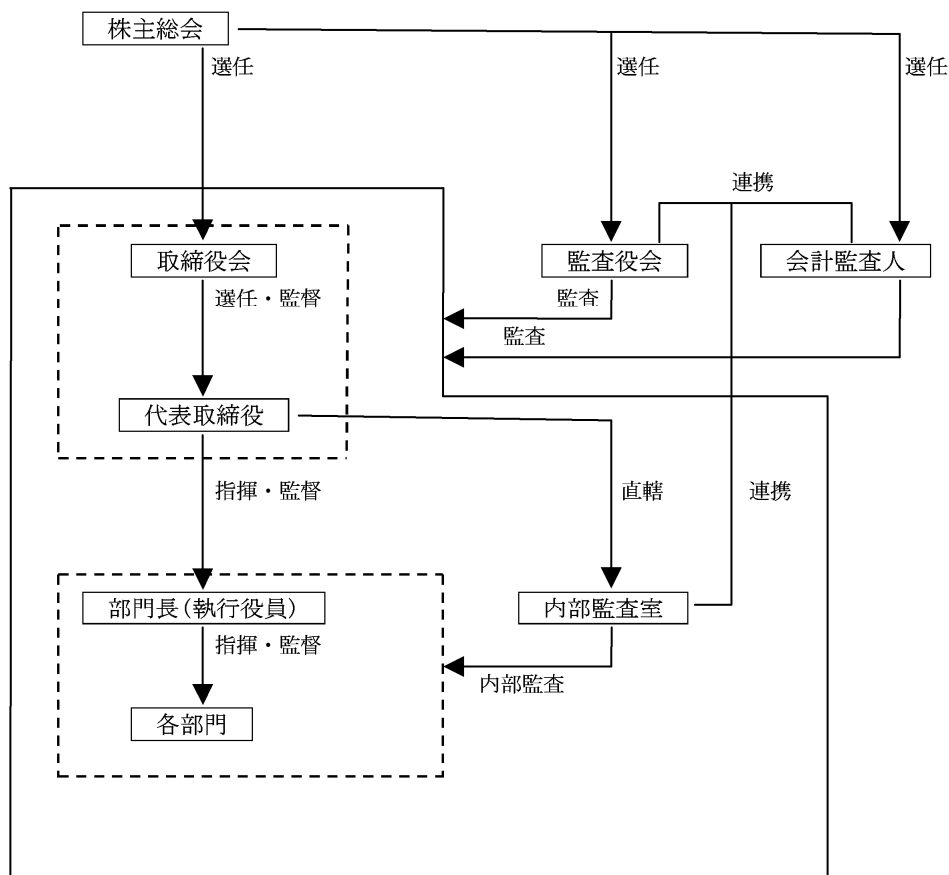 株主総会
選任
選任
選任
連携
取締役会
監査役会
会計監査人
選任・監督
監査
監査
代表取締役
指揮・監督
直轄
連携
部門長(執行役員)
内部監査室
指揮・監督
内部監査
各部門